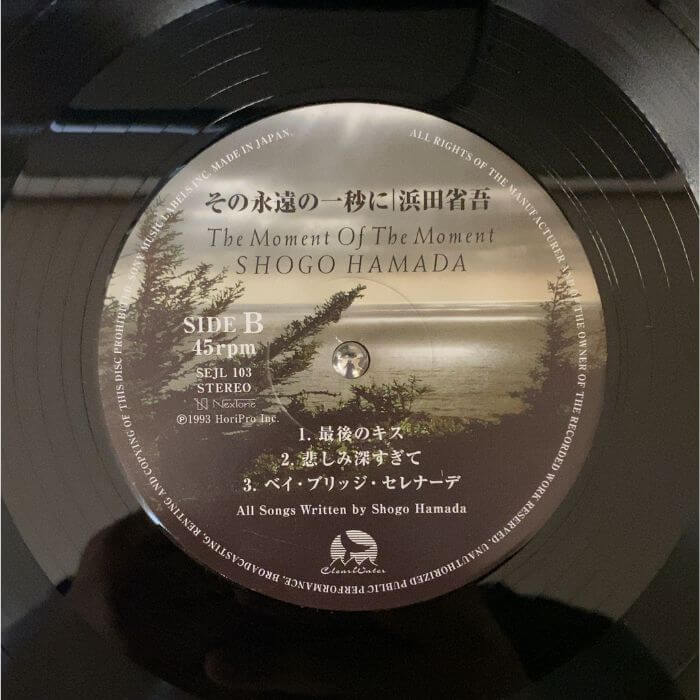 その永遠の一秒に|浜田省吾
The Moment Of The Moment
SHOGO HAMADA
SIDE B
45rpm
SEJL 103
STEREO
NexTone
Ⓟ1993 HoriPro Inc.
1. 最後のキス
2. 悲しみ深すぎて
3. ベイ・ブリッジ・セレナーデ
All Songs Written by Shogo Hamada
ClearWater
ALL RIGHTS OF THE MANUFACTURER AND OF THE OWNER OF THE RECORDED WORK RESERVED. UNAUTHORIZED PUBLIC PERFORMANCE, BROADCASTING, RENTING AND COPYING OF THIS DISC PROHIBITED. SONY MUSIC LABELS INC. MADE IN JAPAN.